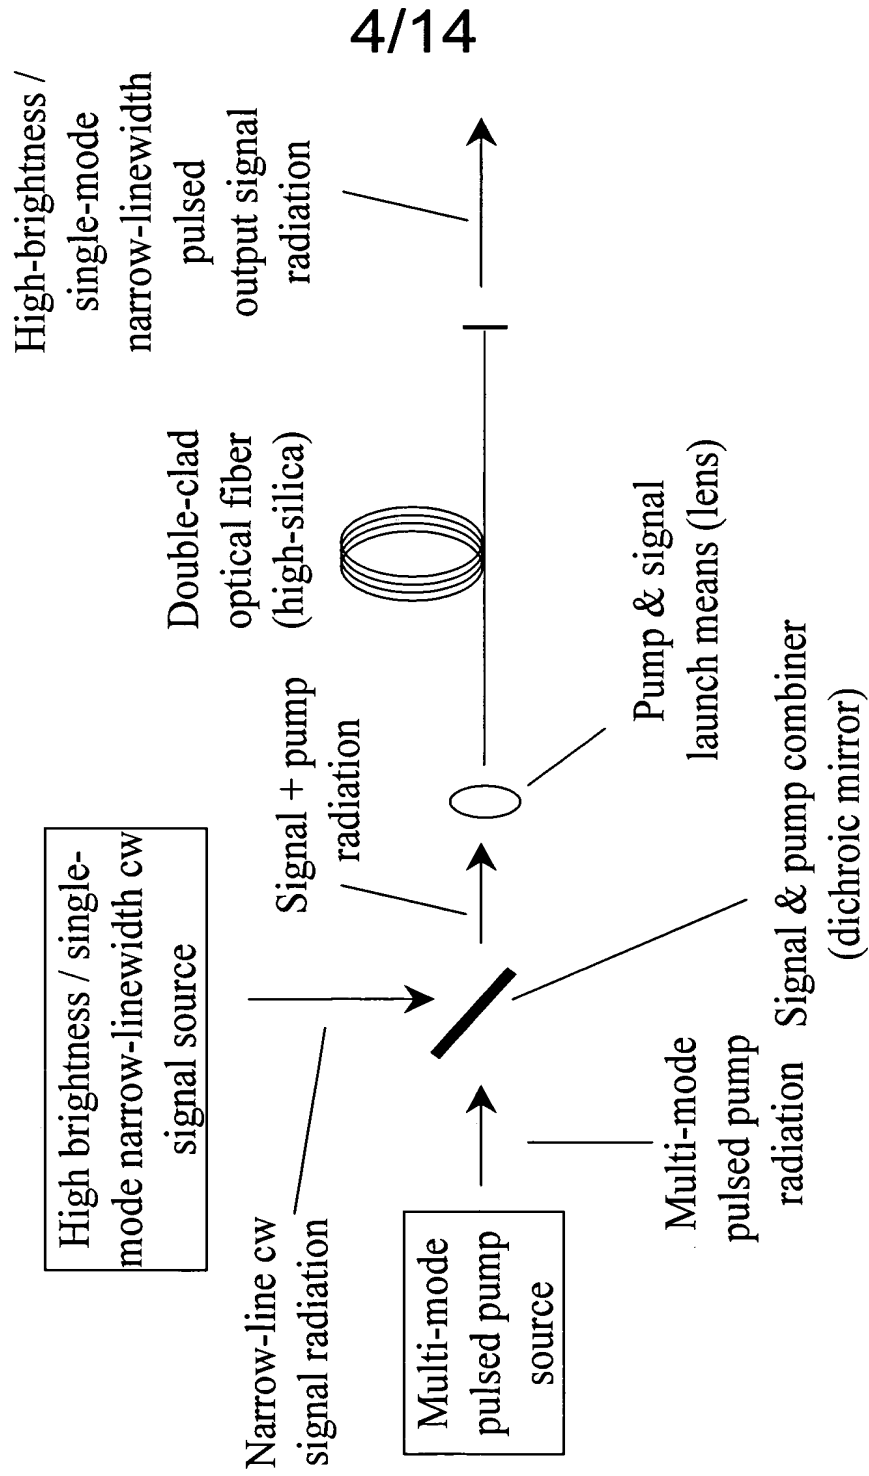 4/14
High-brightness /
single-mode
narrow-linewidth
pulsed
output signal
radiation
Double-clad
optical fiber
(high-silica)
Signal + pump
radiation
High brightness / single-
mode narrow-linewidth cw
signal source
Narrow-line cw
signal radiation
Multi-mode
pulsed pump
source
Multi-mode
pulsed pump
radiation
Signal & pump combiner
(dichroic mirror)
Pump & signal
launch means (lens)